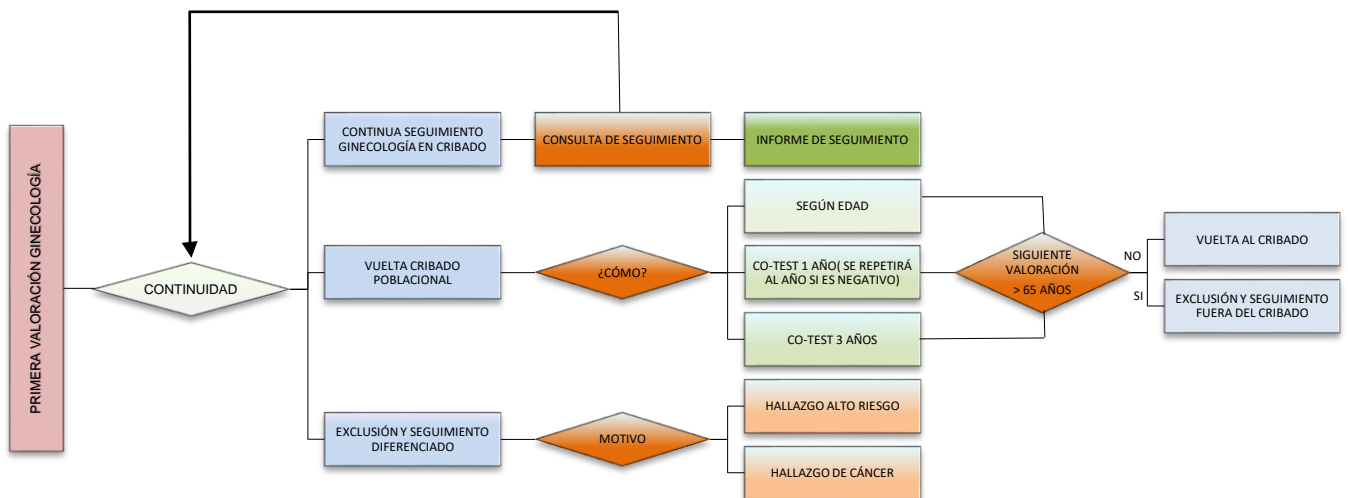 PRIMERA VALORACIÓN GINECOLOGÍA
CONTINUIDAD
CONTINUA SEGUIMIENTO
GINECOLOGÍA EN CRIBADO
CONSULTA DE SEGUIMIENTO
INFORME DE SEGUIMIENTO
VUELTA CRIBADO
POBLACIONAL
¿CÓMO?
SEGÚN EDAD
CO-TEST 1 AÑO( SE REPETIRÁ
AL AÑO SI ES NEGATIVO)
CO-TEST 3 AÑOS
SIGUIENTE
VALORACIÓN
> 65 AÑOS
NO
VUELTA AL CRIBADO
SI
EXCLUSIÓN Y SEGUIMIENTO
FUERA DEL CRIBADO
EXCLUSIÓN Y SEGUIMIENTO
DIFERENCIADO
MOTIVO
HALLAZGO ALTO RIESGO
HALLAZGO DE CÁNCER